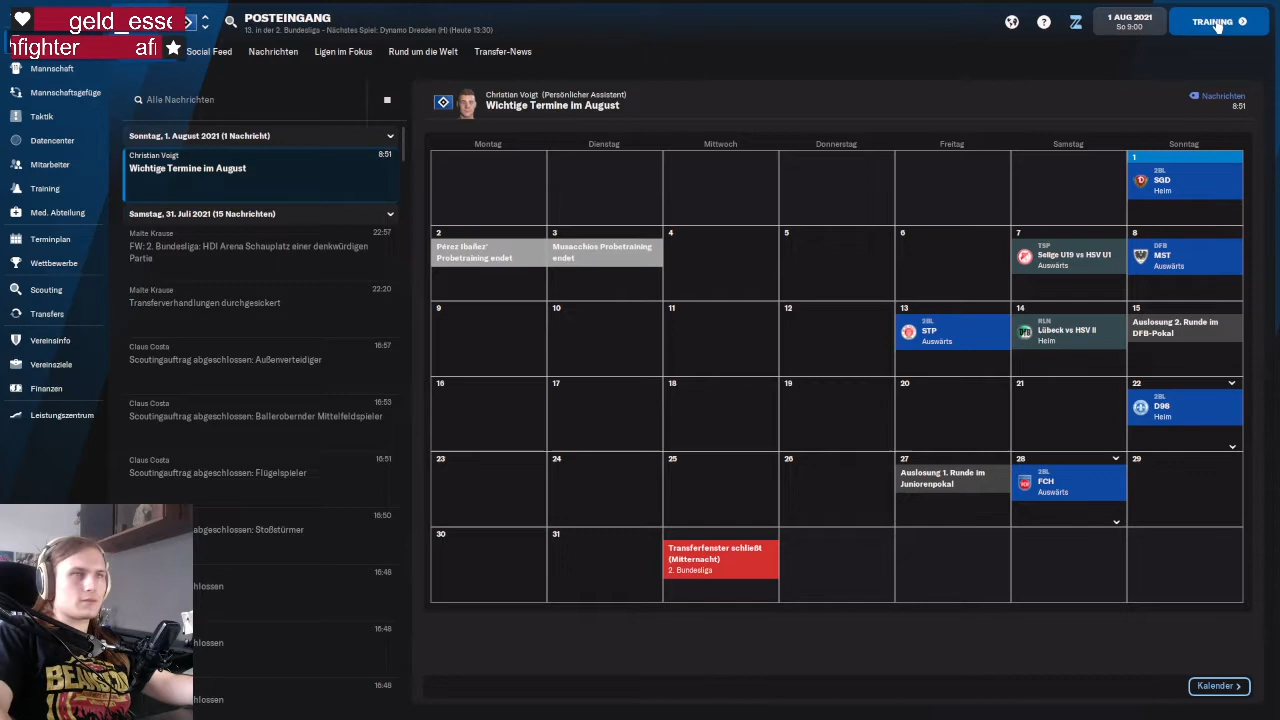 geld_esse
hfighter
POSTEINGANG
13. in der 2. Bundesliga - Nächstes Spiel: Dynamo Dresden (H) (Heute 13:30)
1 AUG 2021
So 9:00
TRAINING
Social Feed
Nachrichten
Ligen im Fokus
Rund um die Welt
Transfer-News
Mannschaft
Mannschaftsgefüge
Taktik
Datencenter
Mitarbeiter
Training
Med. Abteilung
Terminplan
Wettbewerbe
Scouting
Transfers
Vereinsinfo
Vereinsziele
Finanzen
Leistungszentrum
Alle Nachrichten
Sonntag, 1. August 2021 (1 Nachricht)
Christian Voigt 8:51
Wichtige Termine im August
Samstag, 31. Juli 2021 (15 Nachrichten)
Malte Krause 22:57
FW: 2. Bundesliga: HDI Arena Schauplatz einer denkwürdigen
Partie
Malte Krause 22:20
Transferverhandlungen durchgesickert
Claus Costa 16:57
Scoutingauftrag abgeschlossen: Außenverteidiger
Claus Costa 16:53
Scoutingauftrag abgeschlossen: Ballerobernder Mittelfeldspieler
Claus Costa 16:51
Scoutingauftrag abgeschlossen: Flügelspieler
16:50
abgeschlossen: Stoßstürmer
16:48
16:48
16:48
Christian Voigt (Persönlicher Assistent)
Wichtige Termine im August
Nachrichten
8:51
Montag Dienstag Mittwoch Donnerstag Freitag Samstag Sonntag
1
2BL
SGD
Heim
2 3 4 5 6 7 8
Pérez Ibañez'
Probetraining endet
Musacchios Probetraining
endet
TSP
Selige U19 vs HSV U1
Auswärts
DFB
MST
Auswärts
9 10 11 12 13 14 15
2BL
STP
Auswärts
RLN
Lübeck vs HSV II
Heim
Auslosung 2. Runde im
DFB-Pokal
16 17 18 19 20 21 22
2BL
D98
Heim
23 24 25 26 27 28 29
Auslosung 1. Runde im
Juniorenpokal
2BL
FCH
Auswärts
30 31
Transferfenster schließt
(Mitternacht)
2. Bundesliga
Kalender